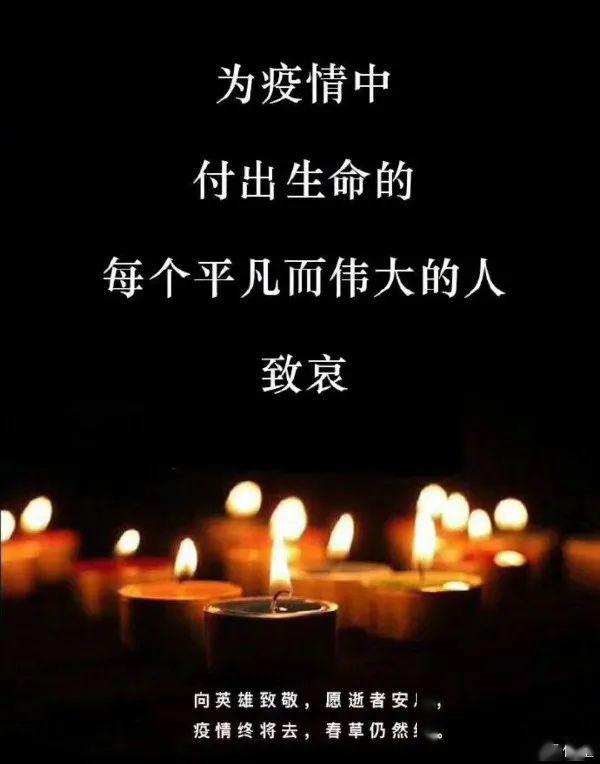 为疫情中
付出生命的
每个平凡而伟大的人
致哀
向英雄致敬，愿逝者安
疫情终将去，春草仍然